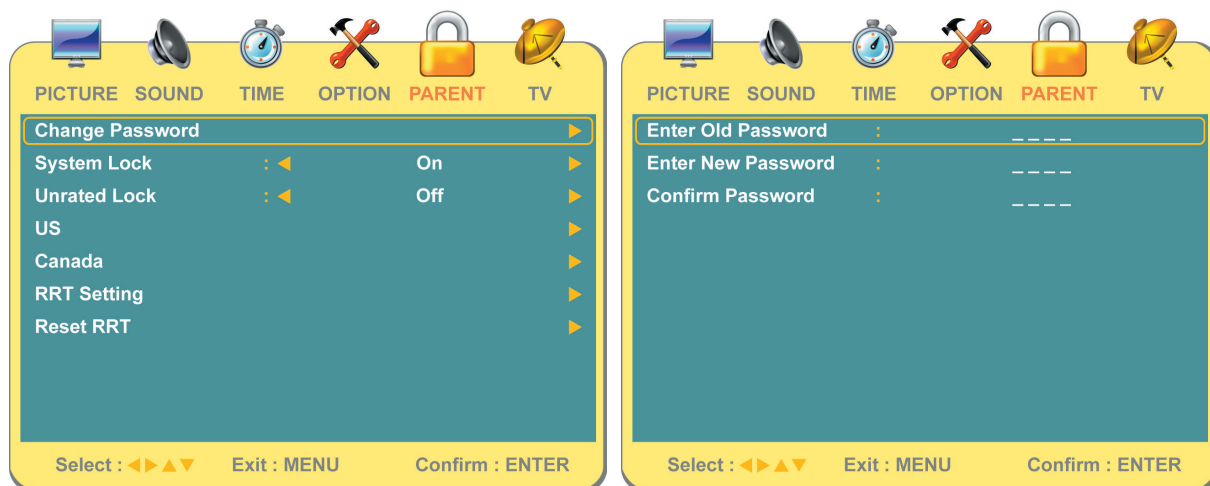 PICTURE SOUND TIME OPTION PARENT TV
Change Password
System Lock : On
Unrated Lock : Off
US
Canada
RRT Setting
Reset RRT
Select : Exit : MENU Confirm : ENTER
PICTURE SOUND TIME OPTION PARENT TV
Enter Old Password : _ _ _ _
Enter New Password : _ _ _ _
Confirm Password : _ _ _ _
Select : Exit : MENU Confirm : ENTER